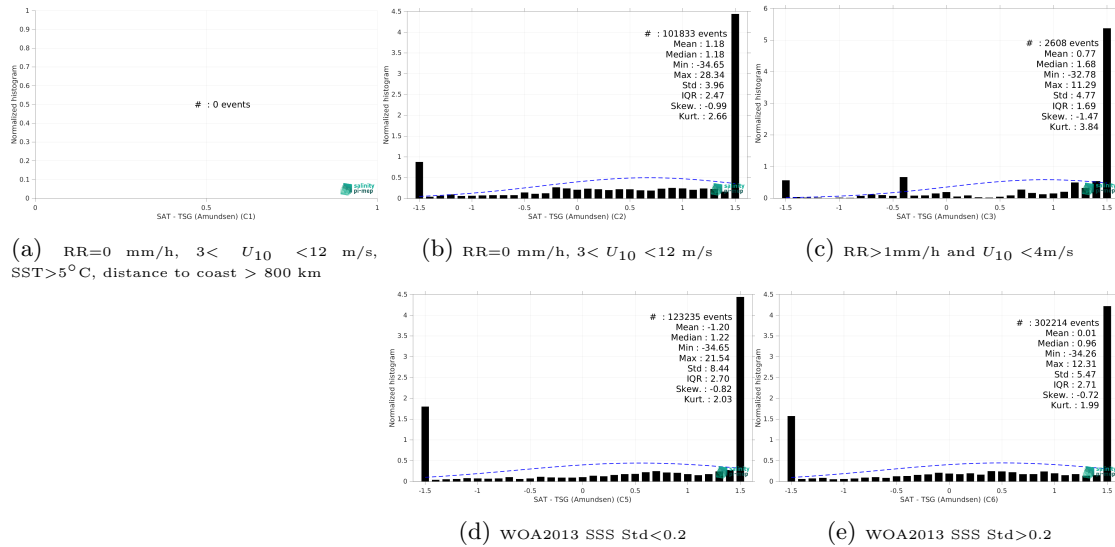 1
0.9
0.8
0.7
0.6
0.5
0.4
0.3
0.2
0.1
0
Normalized histogram
# : 0 events
salinity
pi-mep
0 0.5 1
SAT - TSG (Amundsen) (C1)
(a) RR=0 mm/h, 3< U10 <12 m/s,
SST>5°C, distance to coast > 800 km
4.5
4
3.5
3
2.5
2
1.5
1
0.5
0
Normalized histogram
# : 101833 events
Mean : 1.18
Median : 1.18
Min : -34.65
Max : 28.34
Std : 3.96
IQR : 2.47
Skew. : -0.99
Kurt. : 2.66
salinity
pi-mep
-1.5 -1 -0.5 0 0.5 1 1.5
SAT - TSG (Amundsen) (C2)
(b) RR=0 mm/h, 3< U10 <12 m/s
6
5
4
3
2
1
0
Normalized histogram
# : 2608 events
Mean : 0.77
Median : 1.68
Min : -32.78
Max : 11.29
Std : 4.77
IQR : 1.69
Skew. : -1.47
Kurt. : 3.84
salinity
pi-mep
-1.5 -1 -0.5 0 0.5 1 1.5
SAT - TSG (Amundsen) (C3)
(c) RR>1mm/h and U10 <4m/s
4.5
4
3.5
3
2.5
2
1.5
1
0.5
0
Normalized histogram
# : 123235 events
Mean : -1.20
Median : 1.22
Min : -34.65
Max : 21.54
Std : 8.44
IQR : 2.70
Skew. : -0.82
Kurt. : 2.03
salinity
pi-mep
-1.5 -1 -0.5 0 0.5 1 1.5
SAT - TSG (Amundsen) (C5)
(d) WOA2013 SSS Std<0.2
4.5
4
3.5
3
2.5
2
1.5
1
0.5
0
Normalized histogram
# : 302214 events
Mean : 0.01
Median : 0.96
Min : -34.26
Max : 12.31
Std : 5.47
IQR : 2.71
Skew. : -0.72
Kurt. : 1.99
salinity
pi-mep
-1.5 -1 -0.5 0 0.5 1 1.5
SAT - TSG (Amundsen) (C6)
(e) WOA2013 SSS Std>0.2